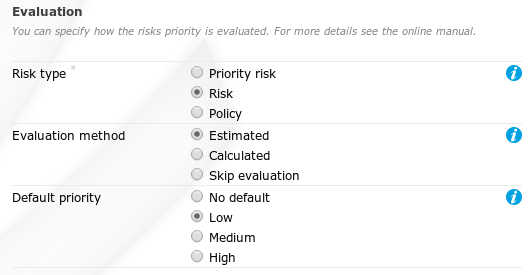 Evaluation
You can specify how the risks priority is evaluated. For more details see the online manual.
Risk type *
Priority risk
Risk
Policy
Evaluation method
Estimated
Calculated
Skip evaluation
Default priority
No default
Low
Medium
High